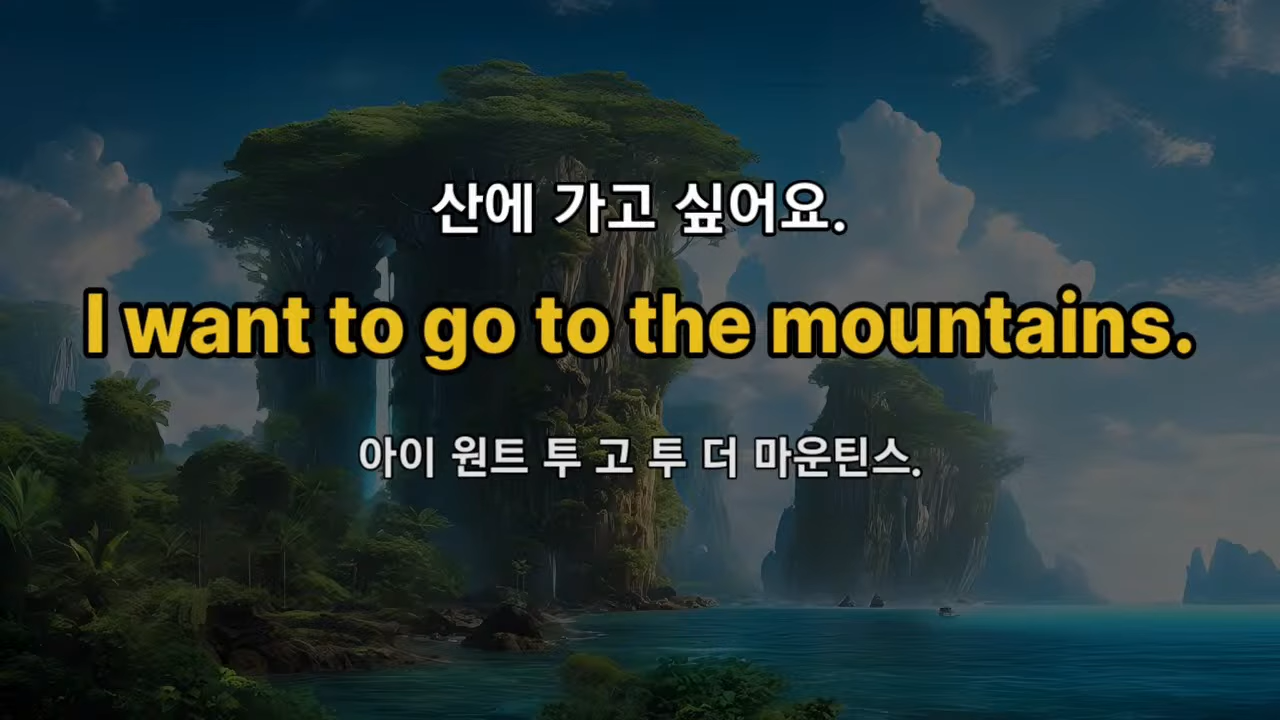 산에 가고 싶어요.
I want to go to the mountains.
아이 원트 투 고 투 더 마운틴스.